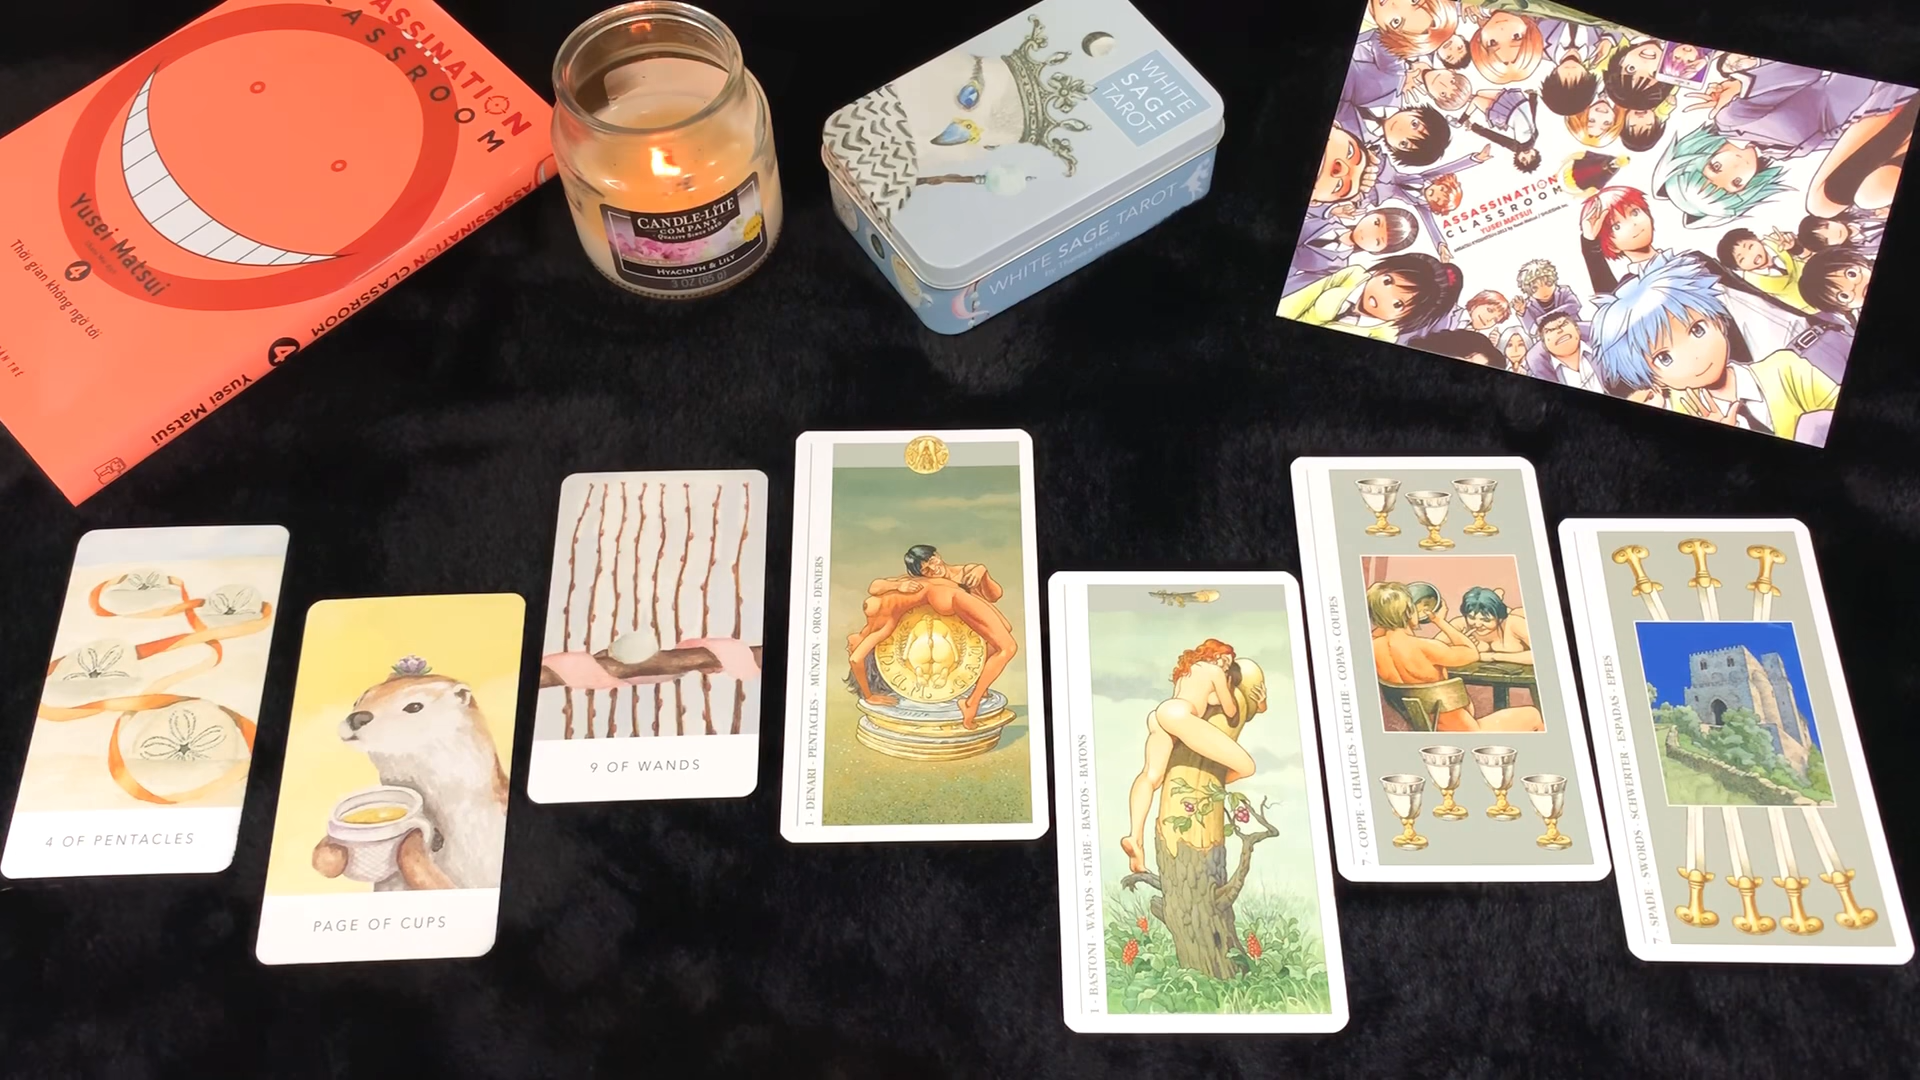 ASSASSINATION
CLASSROOM
Yusei Matsui
4
Thời gian không ngờ tới
ASSASSINATION CLASSROOM
4
Yusei Matsui
CANDLE-LITE
COMPANY
HYACINTH & LILY
3 OZ (85 g)
WHITE
SAGE
TAROT
WHITE SAGE TAROT
ASSASSINATION
CLASSROOM
YUSEI MATSUI
4 OF PENTACLES
PAGE OF CUPS
9 OF WANDS
1 - DENARI - PENTACLES - MÜNZEN - OROS - DENIERS
1 - BASTONI - WANDS - STÄBE - BASTOS - BATONS
7 - COPPE - CHALICES - KELCHE - COPAS - COUPES
7 - SPADE - SWORDS - SCHWERTER - ESPADAS - EPEES